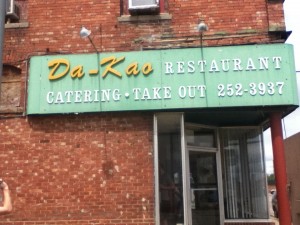 Da-Kao RESTAURANT
CATERING • TAKE OUT 252-3937